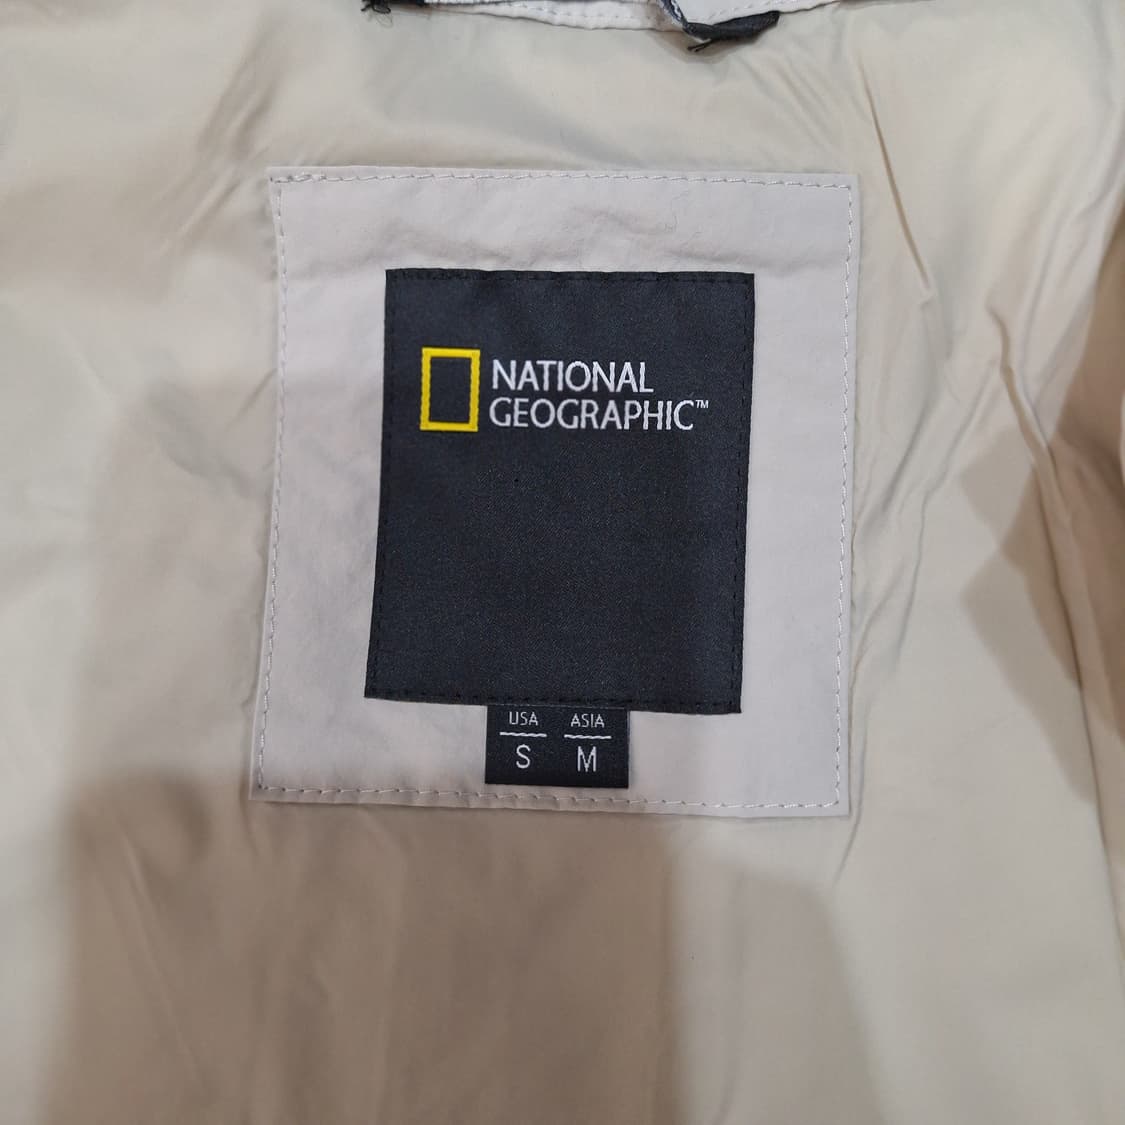 NATIONAL
GEOGRAPHIC™
USA ASIA
S M